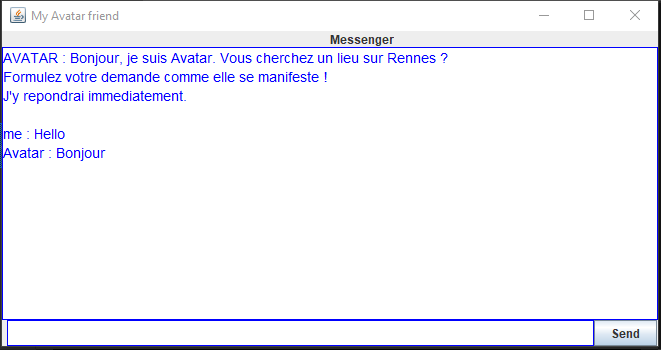 My Avatar friend
Messenger
AVATAR : Bonjour, je suis Avatar. Vous cherchez un lieu sur Rennes ?
Formulez votre demande comme elle se manifeste !
J'y repondrai immediatement.
me : Hello
Avatar : Bonjour
Send